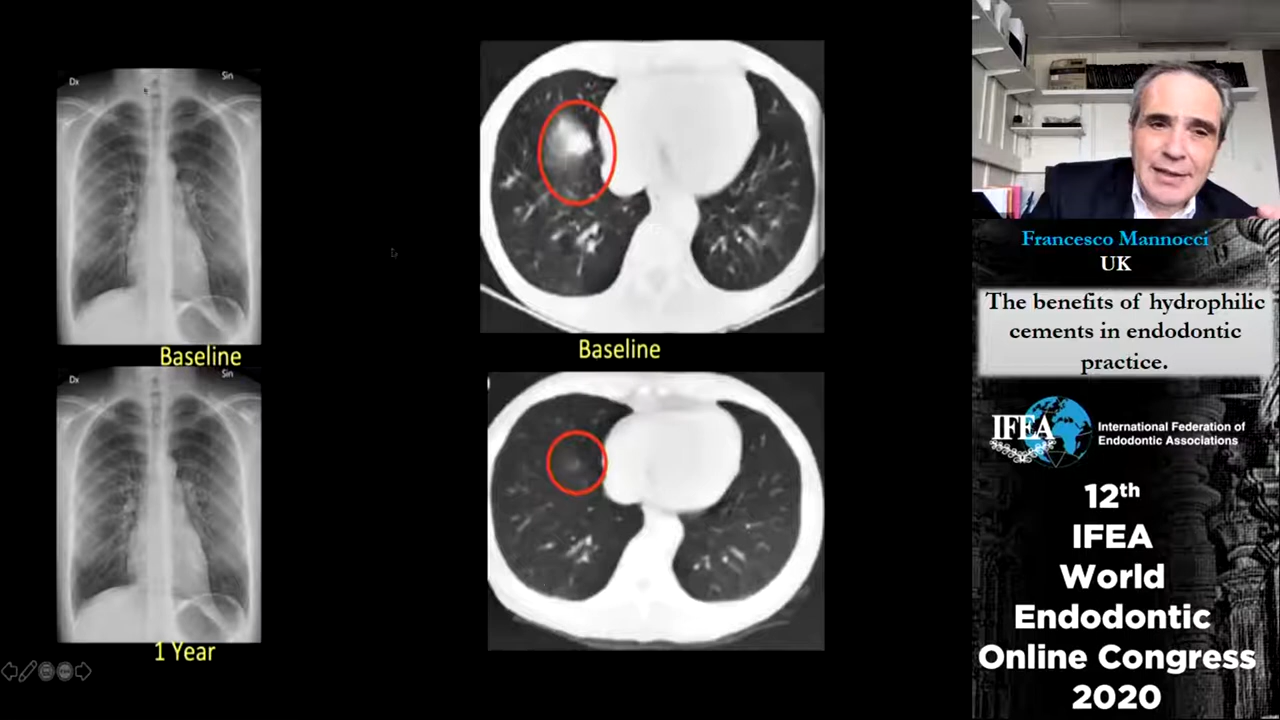 Dx
Sin
Baseline
Dx
Sin
1 Year
Baseline
Francesco Mannocci
UK
The benefits of hydrophilic
cements in endodontic
practice.
IFEA
International Federation of
Endodontic Associations
12th
IFEA
World
Endodontic
Online Congress
2020